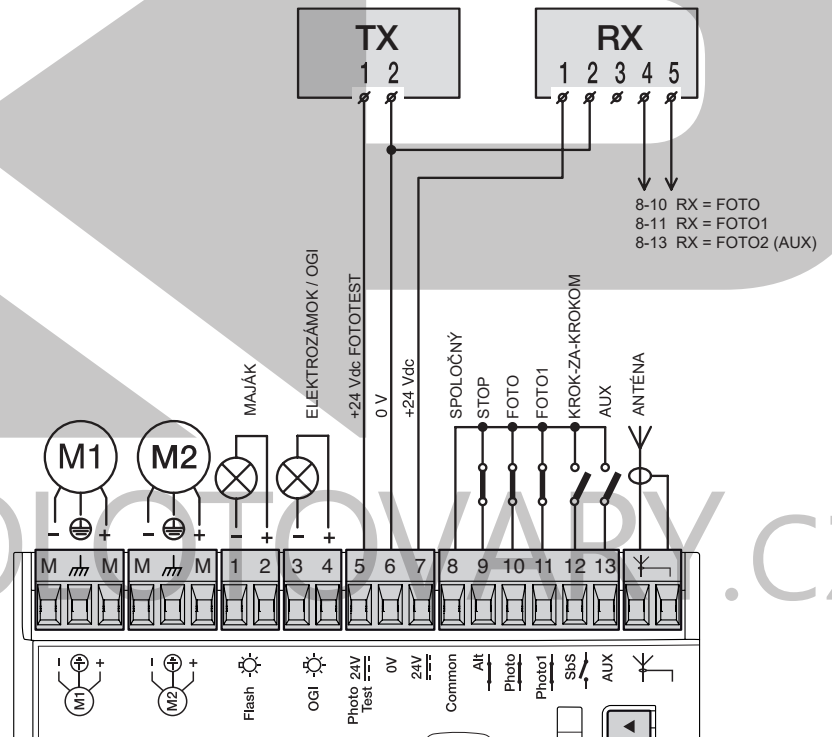 TX
1 2
RX
1 2 3 4 5
8-10 RX = FOTO
8-11 RX = FOTO1
8-13 RX = FOTO2 (AUX)
MAJÁK
ELEKTROZÁMOK / OGI
+24 Vdc FOTOTEST
0 V
+24 Vdc
SPOLOČNÝ
STOP
FOTO
FOTO1
KROK-ZA-KROKOM
AUX
ANTÉNA
M1
M2
- +
- +
- +
- +
OLOTOVARY.cz
M M M M 1 2 3 4 5 6 7 8 9 10 11 12 13
- +
M1
- +
M2
Flash
OGI
Photo 24V
Test
0V
24V
Common
Alt
Photo
Photo1
SbS
AUX